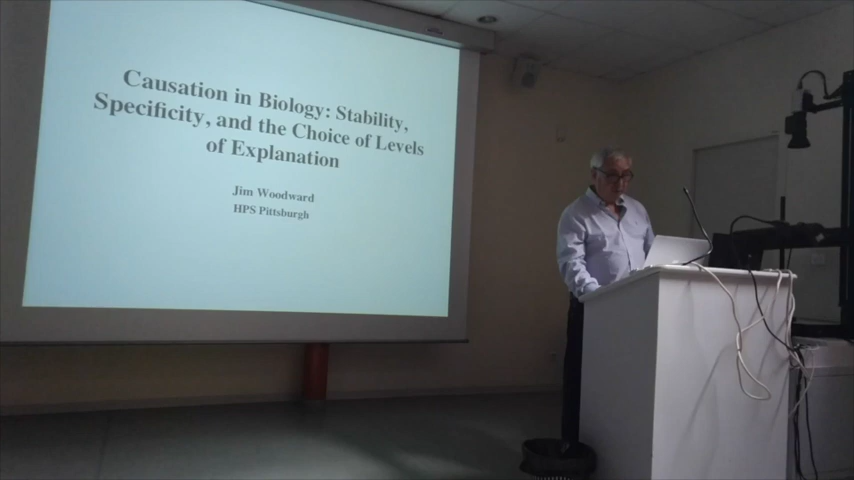 Causation in Biology: Stability,
Specificity, and the Choice of Levels
of Explanation
Jim Woodward
HPS Pittsburgh